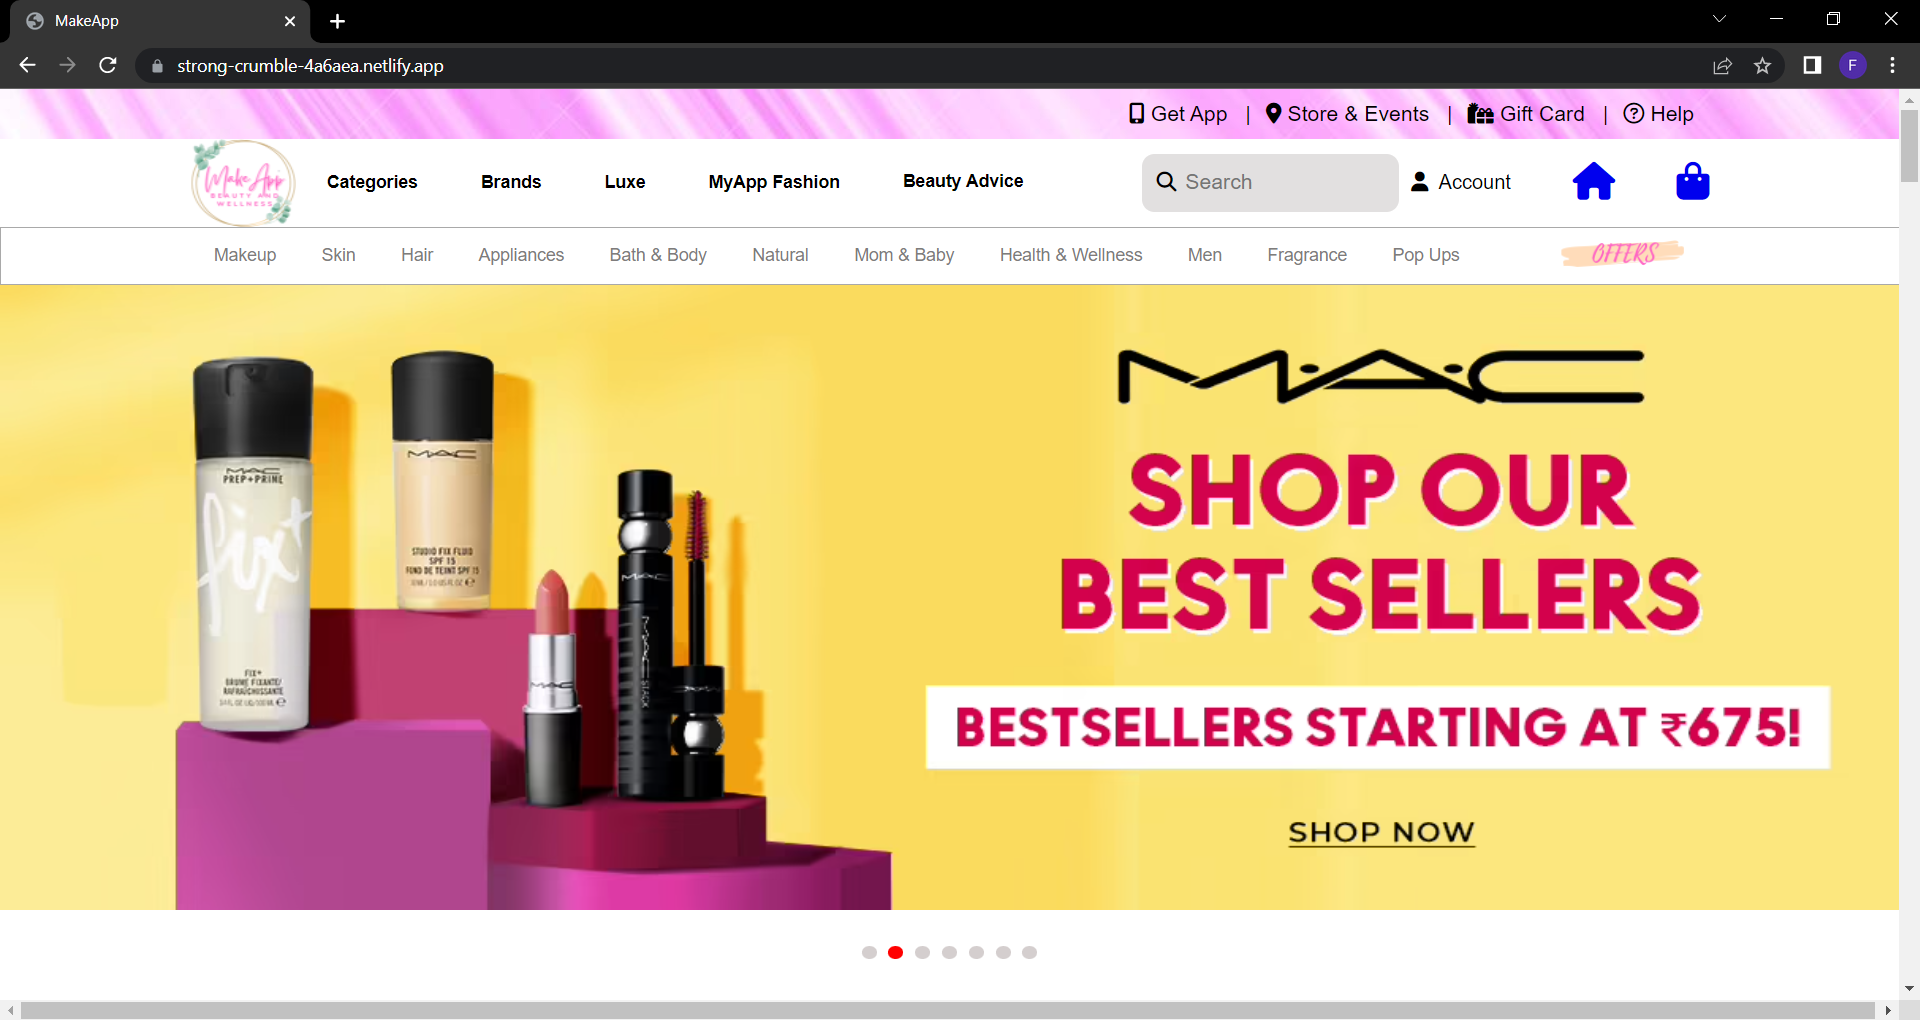 MakeApp
strong-crumble-4a6aea.netlify.app
F
Get App | Store & Events | Gift Card | Help
Make App
BEAUTY AND
WELLNESS
Categories Brands Luxe MyApp Fashion Beauty Advice Search Account
Makeup Skin Hair Appliances Bath & Body Natural Mom & Baby Health & Wellness Men Fragrance Pop Ups OFFERS
MAC
PREP+PRIME
fix+
FIX+
BRUME FIXANTE/
RAFRAÎCHISSANTE
MAC
STUDIO FIX FLUID
SPF 15
FOND DE TEINT SPF 15
MAC
MAC
MAC STACK
M·A·C
SHOP OUR
BEST SELLERS
BESTSELLERS STARTING AT ₹675!
SHOP NOW